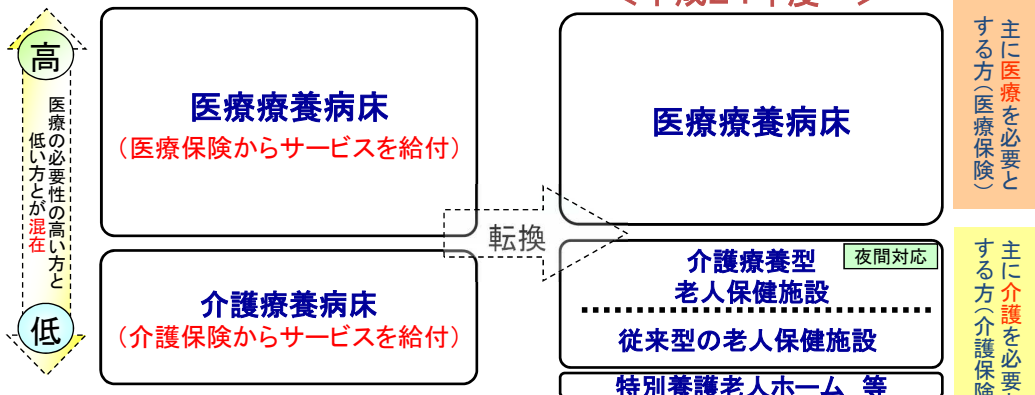 高
医療の必要性の高い方と
低い方とが混在
低
医療療養病床
（医療保険からサービスを給付）
介護療養病床
（介護保険からサービスを給付）
転換
医療療養病床
介護療養型
老人保健施設
夜間対応
従来型の老人保健施設
特別養護老人ホーム 等
主に医療を必要と
する方（医療保険）
主に介護を必要
する方（介護保険